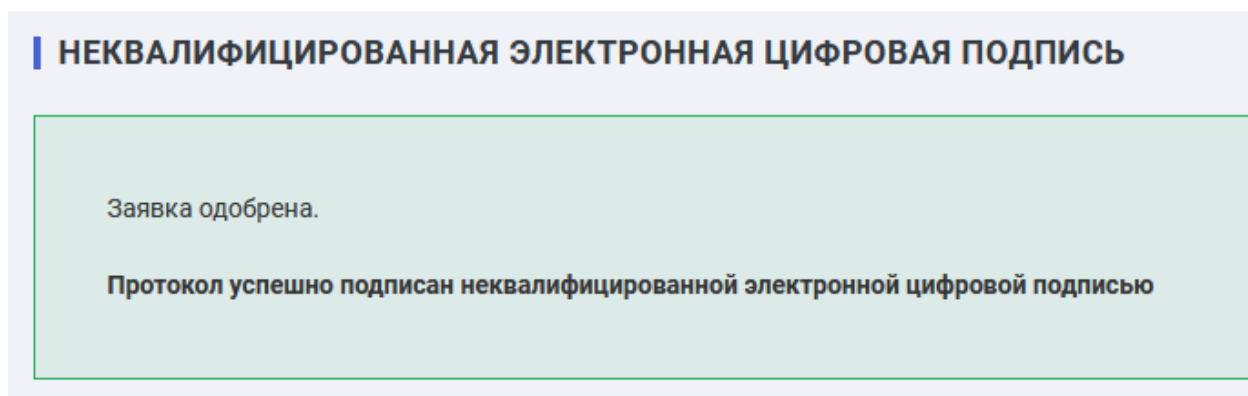 НЕКВАЛИФИЦИРОВАННАЯ ЭЛЕКТРОННАЯ ЦИФРОВАЯ ПОДПИСЬ
Заявка одобрена.
Протокол успешно подписан неквалифицированной электронной цифровой подписью